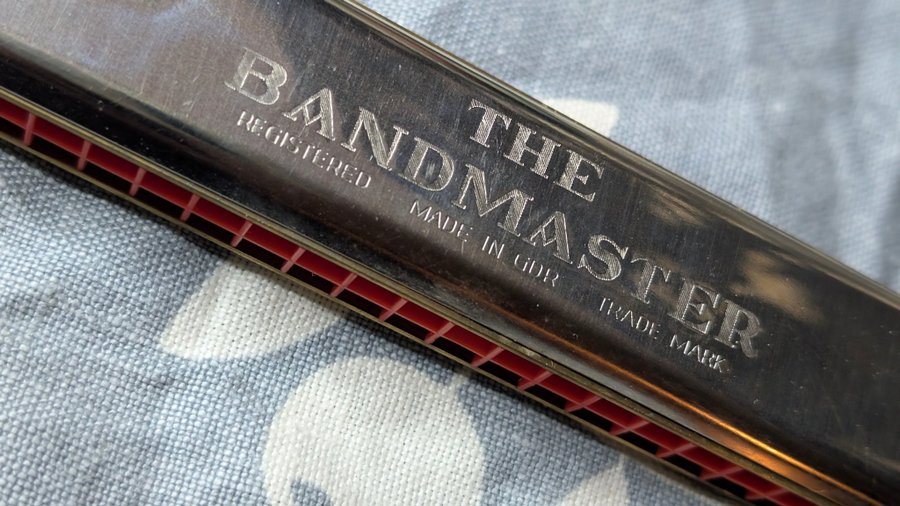 THE
BANDMASTER
REGISTERED MADE IN GDR TRADE MARK